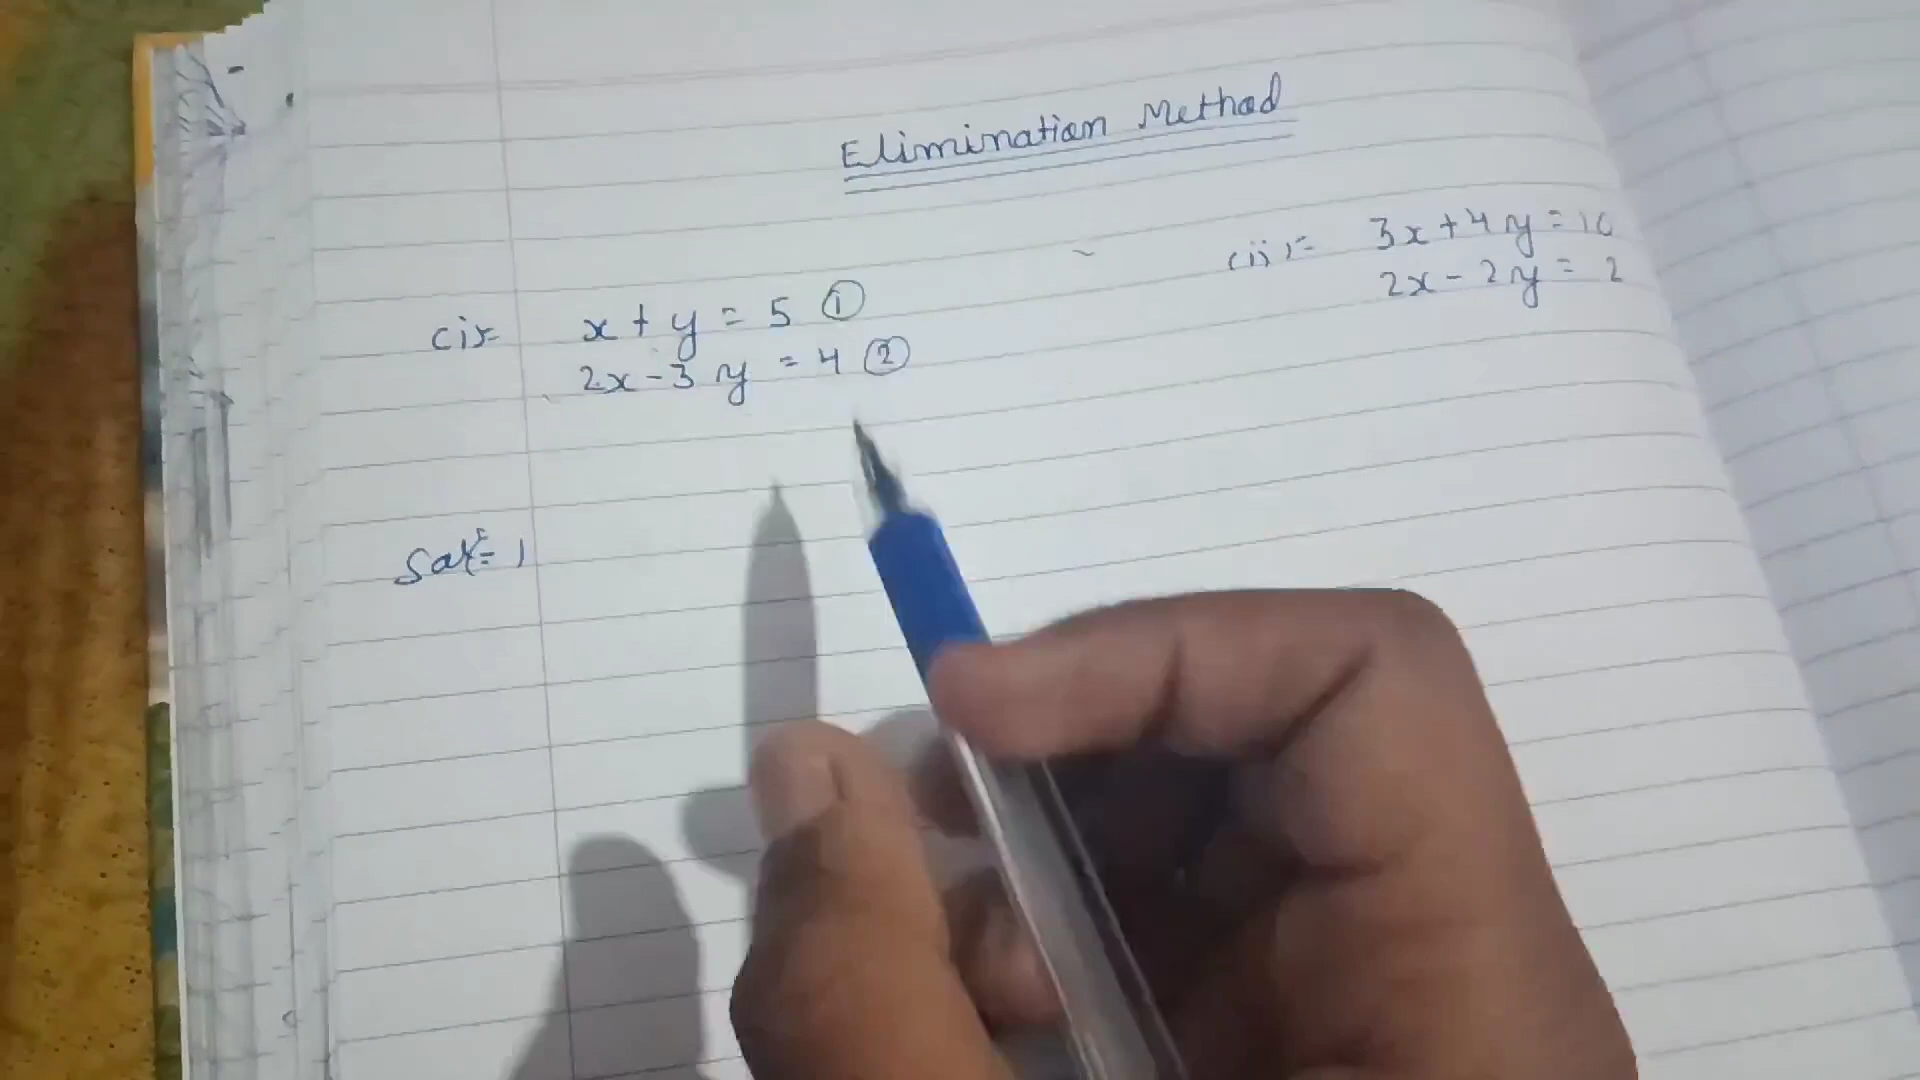 Elimination Method
(i):- x + y = 5 ①
2x - 3y = 4 ②
(ii):- 3x + 4y = 10
2x - 2y = 2
Sol:- 1